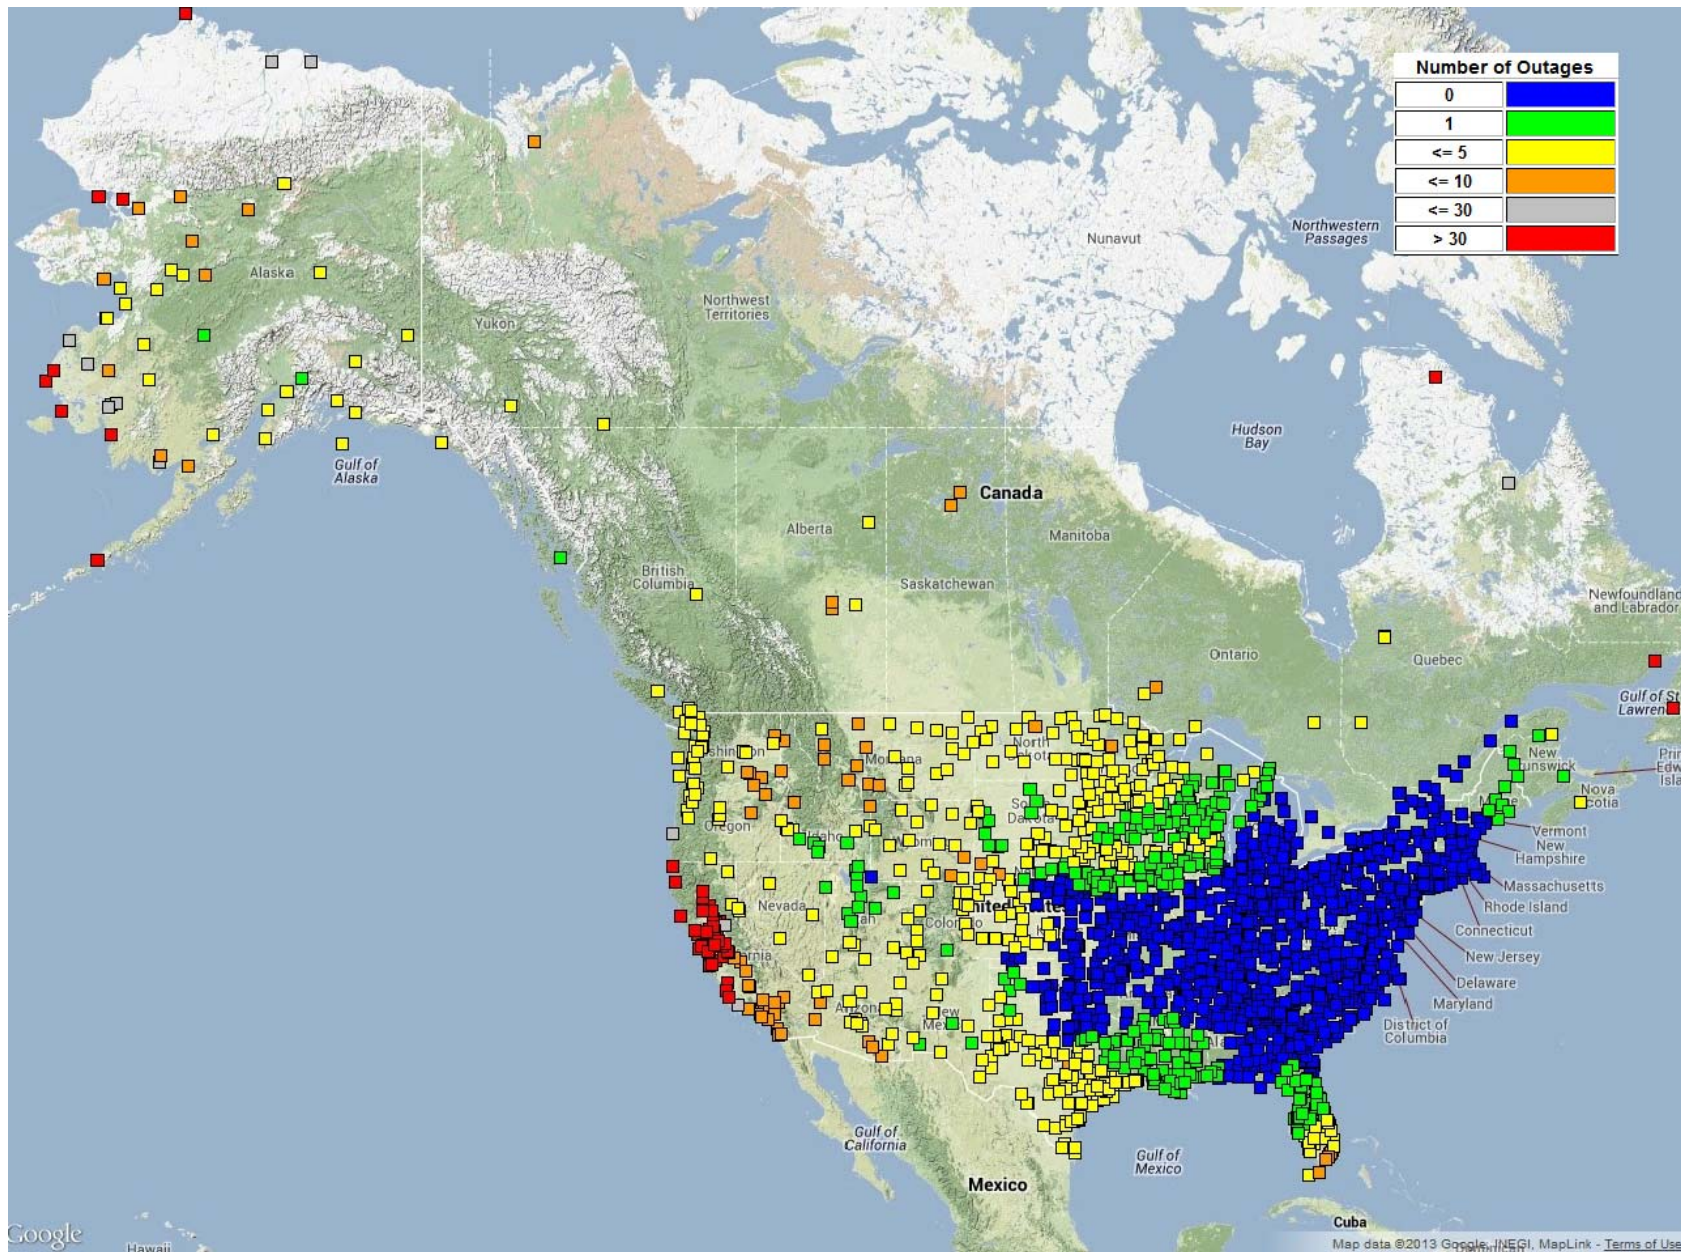 Number of Outages
0
1
<= 5
<= 10
<= 30
> 30
Northwestern
Passages
Nunavut
Alaska
Northwest
Territories
Yukon
Hudson
Bay
Gulf of
Alaska
Canada
Alberta
Manitoba
British
Columbia
Saskatchewan
Newfoundland
and Labrador
Ontario
Quebec
Gulf of St
North
New
Nova
Vermont
New
Hampshire
Massachusetts
Rhode Island
Nevada
Connecticut
New Jersey
Delaware
Maryland
District of
Columbia
Gulf of
California
Gulf of
Mexico
Mexico
Cuba
Google
Hawaii
Map data ©2013 Google, INEGI, MapLink - Terms of Use